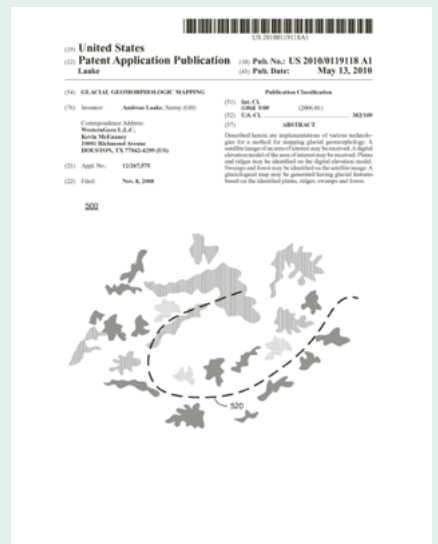 US 20100119118A1
(19) United States
(12) Patent Application Publication (10) Pub. No.: US 2010/0119118 A1
Laake (43) Pub. Date: May 13, 2010
(54) GLACIAL GEOMORPHOLOGIC MAPPING
(76) Inventor: Andreas Laake, Surrey (GB)
Correspondence Address:
WesternGeco L.L.C.
Kevin McEnaney
10001 Richmond Avenue
HOUSTON, TX 77042-4299 (US)
(21) Appl. No.:
(22) Filed: Nov. 6, 2008
Publication Classification
(51) Int. Cl.
G06K 9/00 (2006.01)
(52) U.S. Cl. 382/109
(57) ABSTRACT
Described herein are implementations of various technolo-
gies for a method for mapping glacial geomorphology. A
satellite image of an area of interest may be received. A digital
elevation model of the area of interest may be received. Plains
and ridges may be identified on the digital elevation model.
Swamps and forest may be identified on the satellite image. A
glaciological map may be generated having glacial features
based on the identified plains, ridges, swamps and forest.
500
520